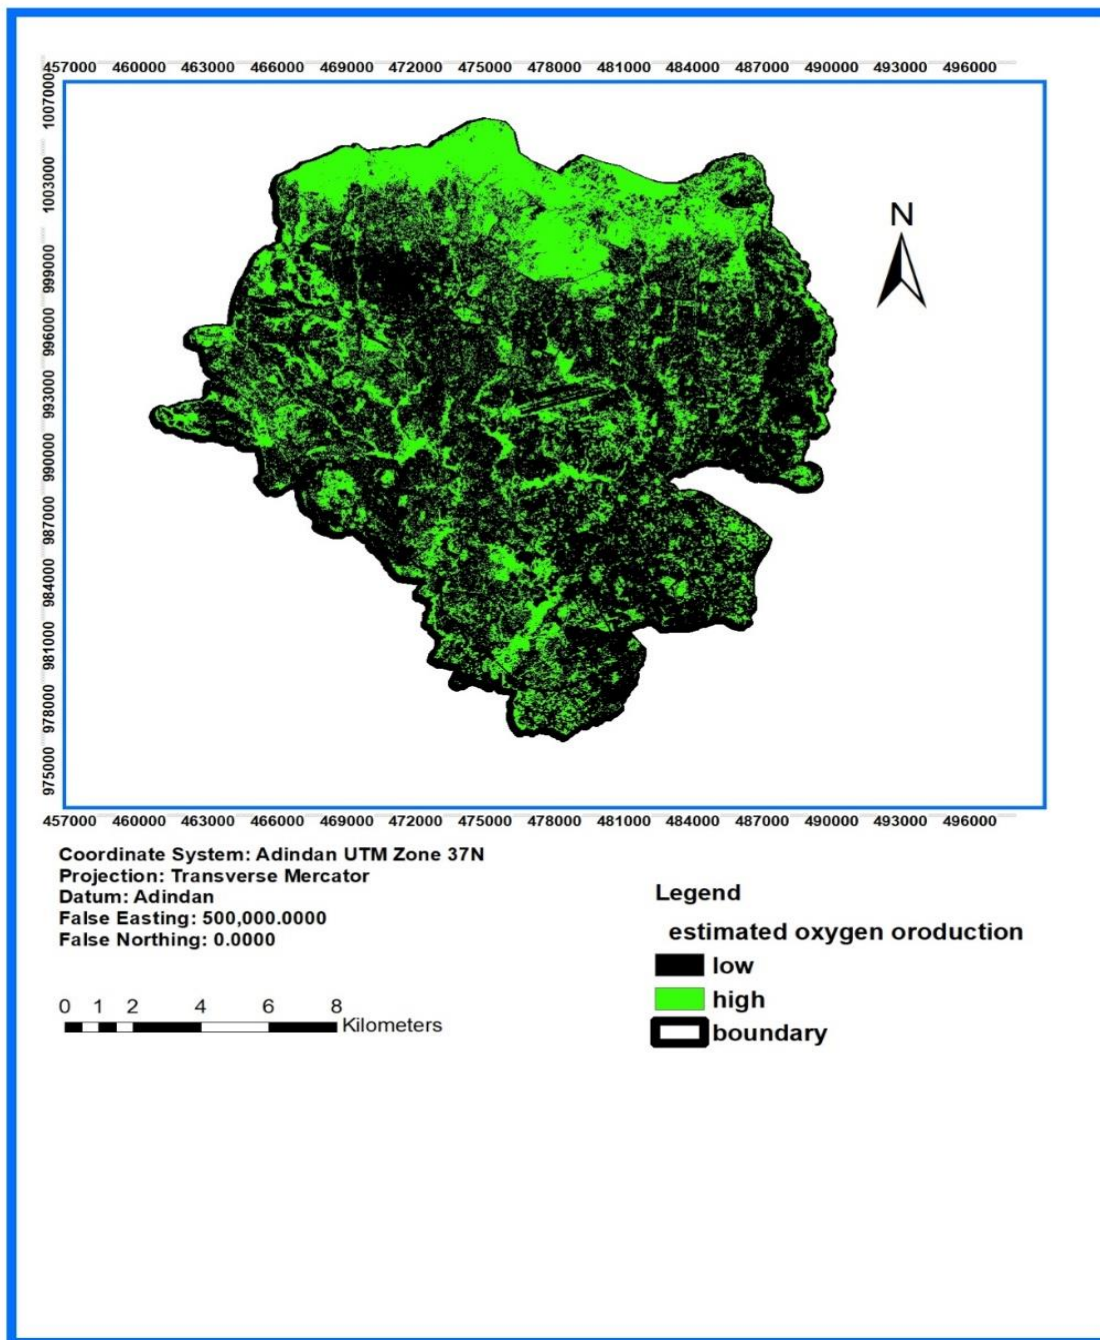 457000 460000 463000 466000 469000 472000 475000 478000 481000 484000 487000 490000 493000 496000
1007000
1003000
999000
996000
993000
990000
987000
984000
981000
978000
975000
N
457000 460000 463000 466000 469000 472000 475000 478000 481000 484000 487000 490000 493000 496000
Coordinate System: Adindan UTM Zone 37N
Projection: Transverse Mercator
Datum: Adindan
False Easting: 500,000.0000
False Northing: 0.0000
0 1 2 4 6 8
Kilometers
Legend
estimated oxygen oroduction
low
high
boundary